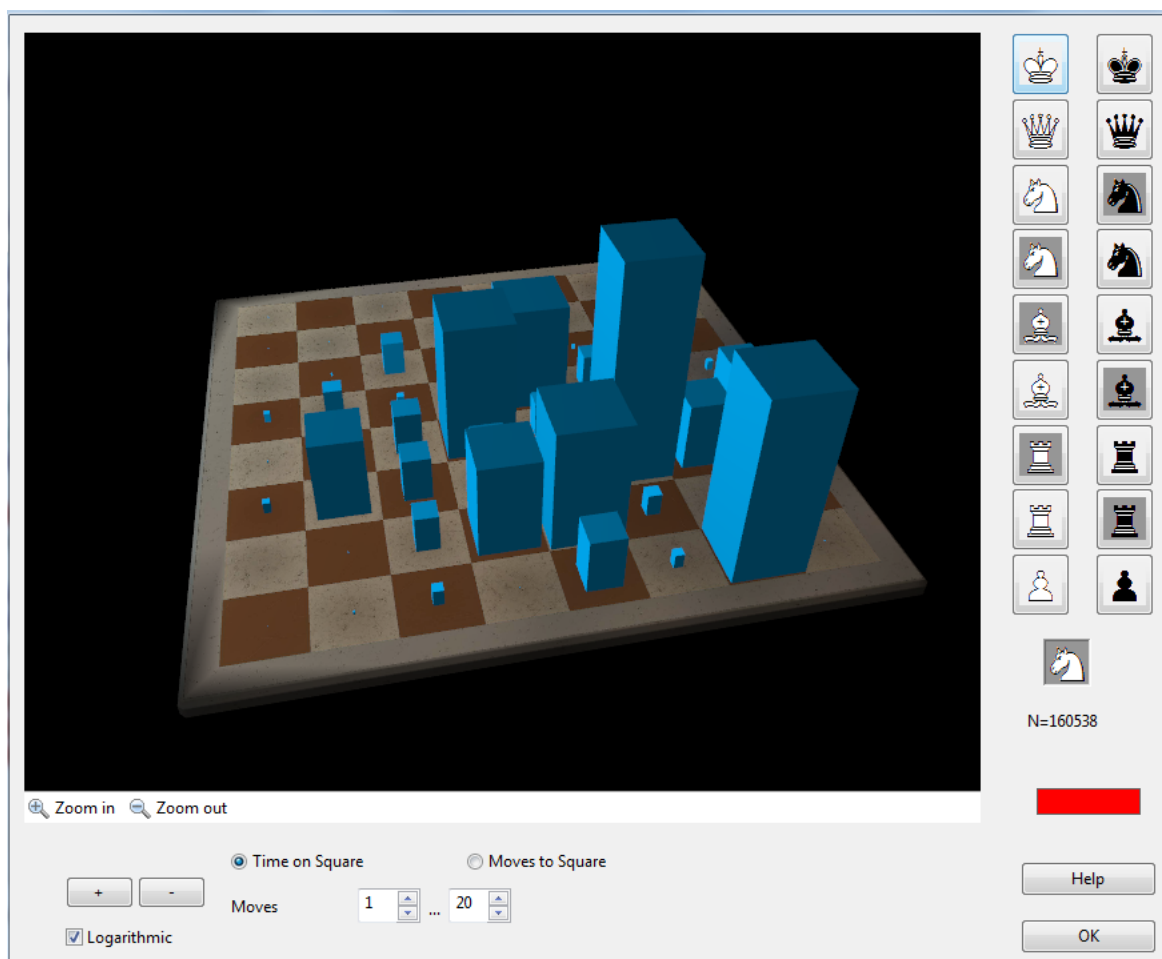 N=160538
Zoom in Zoom out
Time on Square Moves to Square
+ -
Moves 1 ... 20
Logarithmic
Help
OK